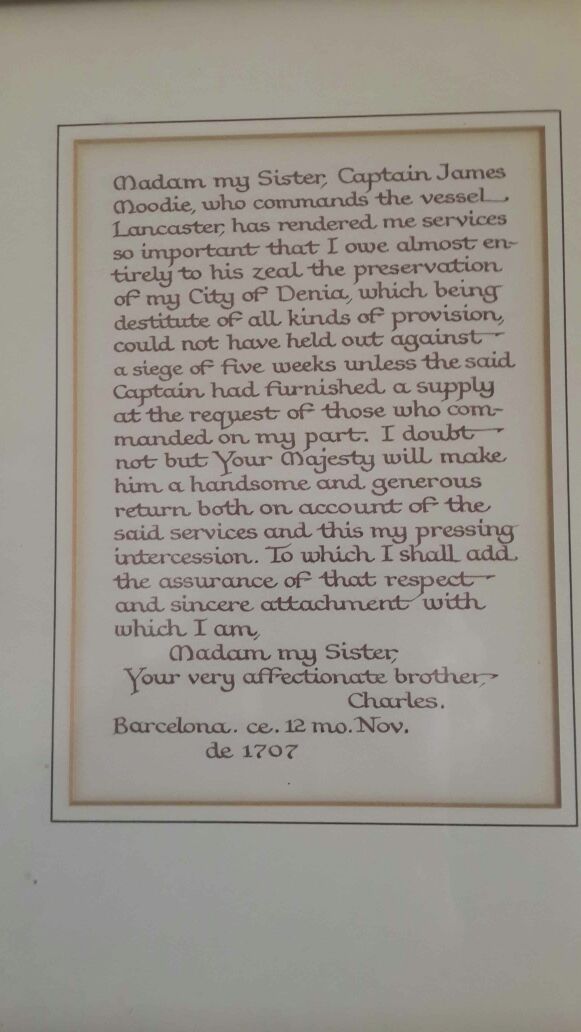 Madam my Sister, Captain James
Moodie, who commands the vessel
Lancaster, has rendered me services
so important that I owe almost en-
tirely to his zeal the preservation
of my City of Denia, which being
destitute of all kinds of provision,
could not have held out against
a siege of five weeks unless the said
Captain had furnished a supply
at the request of those who com-
manded on my part. I doubt
not but Your Majesty will make
him a handsome and generous
return both on account of the
said services and this my pressing
intercession. To which I shall add
the assurance of that respect
and sincere attachment with
which I am,
Madam my Sister,
Your very affectionate brother,
Charles.
Barcelona. ce. 12 mo. Nov.
de 1707